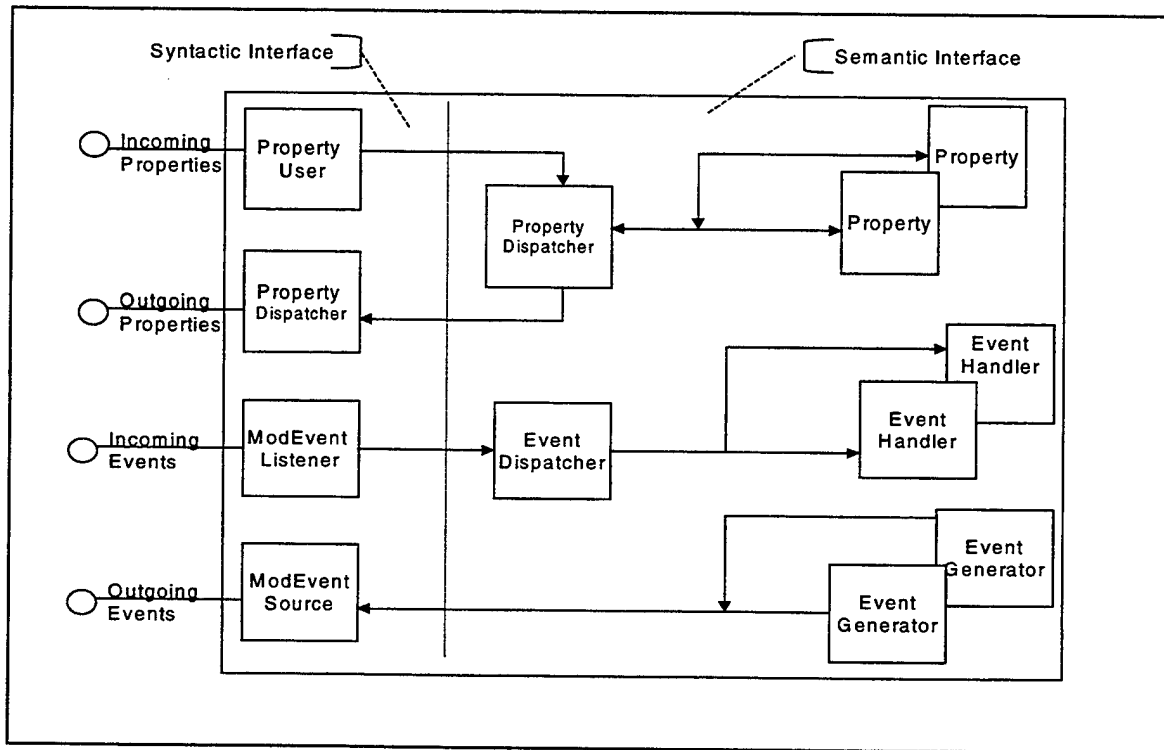 Syntactic Interface
Semantic Interface
Incoming
Properties
Property
User
Property
Property
Property
Dispatcher
Outgoing
Properties
Property
Dispatcher
Event
Handler
Event
Handler
Incoming
Events
ModEvent
Listener
Event
Dispatcher
Event
Generator
Event
Generator
Outgoing
Events
ModEvent
Source